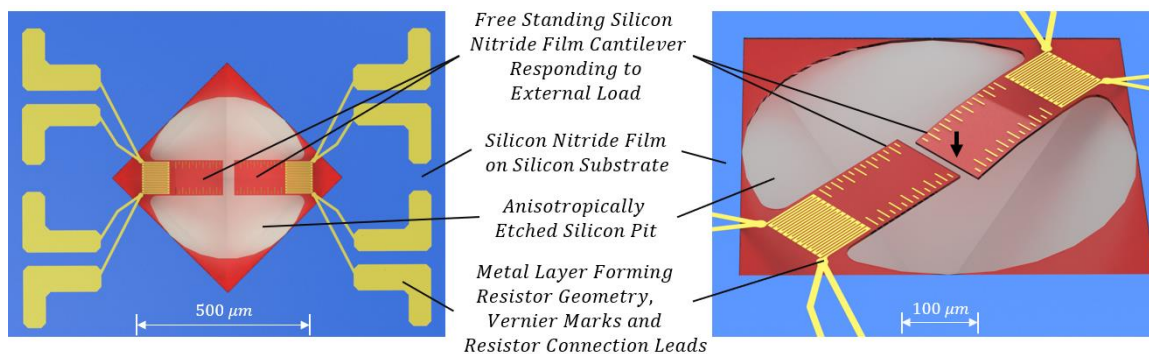 Free Standing Silicon
Nitride Film Cantilever
Responding to
External Load
Silicon Nitride Film
on Silicon Substrate
Anisotropically
Etched Silicon Pit
Metal Layer Forming
Resistor Geometry,
Vernier Marks and
Resistor Connection Leads
500 μm
100 μm